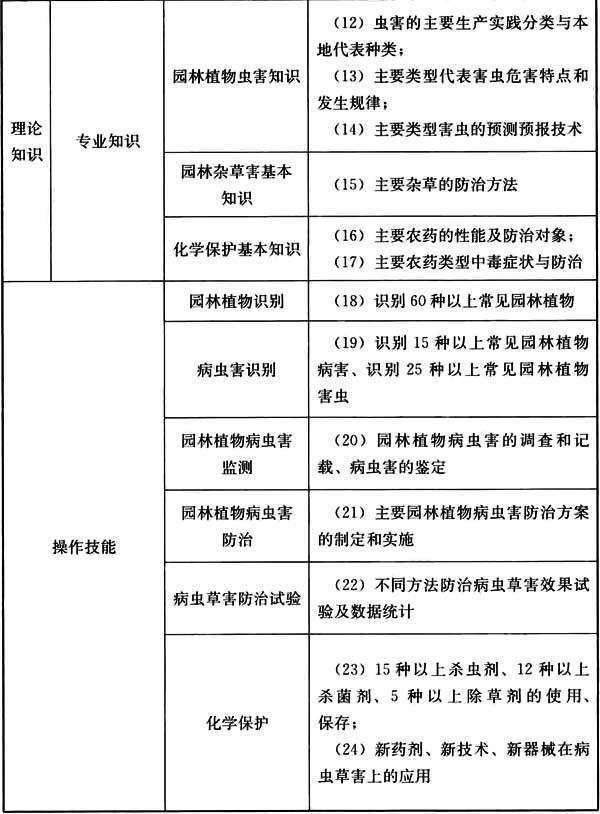 理论
知识
专业知识
园林植物虫害知识
（12）虫害的主要生产实践分类与本
地代表种类；
（13）主要类型代表害虫危害特点和
发生规律；
（14）主要类型害虫的预测预报技术
园林杂草害基本
知识
（15）主要杂草的防治方法
化学保护基本知识
（16）主要农药的性能及防治对象；
（17）主要农药类型中毒症状与防治
操作技能
园林植物识别
（18）识别 60 种以上常见园林植物
病虫害识别
（19）识别 15 种以上常见园林植物
病害、识别 25 种以上常见园林植物
害虫
园林植物病虫害
监测
（20）园林植物病虫害的调查和记
载、病虫害的鉴定
园林植物病虫害
防治
（21）主要园林植物病虫害防治方案
的制定和实施
病虫草害防治试验
（22）不同方法防治病虫草害效果试
验及数据统计
化学保护
（23）15 种以上杀虫剂、12 种以上
杀菌剂、5 种以上除草剂的使用、
保存；
（24）新药剂、新技术、新器械在病
虫草害上的应用